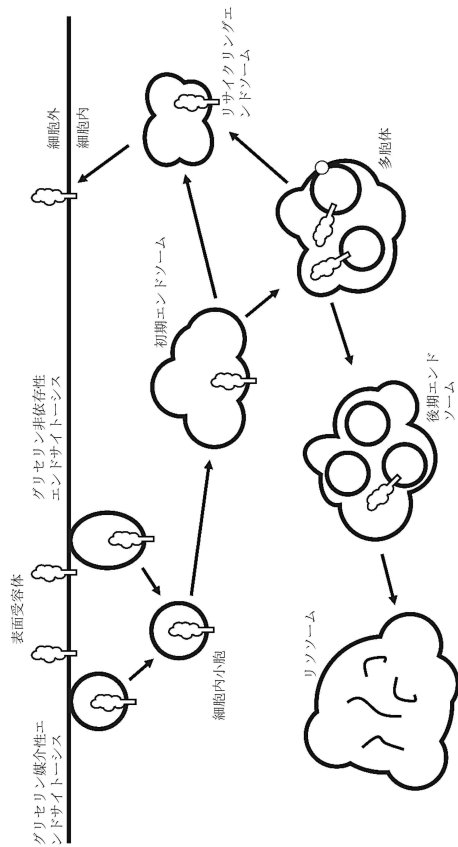 グリセリン媒介性エ
ンドサイトーシス
表面受容体
グリセリン非依存性
エンドサイトーシス
細胞外
細胞内
細胞内小胞
初期エンドソーム
リサイクリングエ
ンドソーム
多胞体
後期エンド
ソーム
リソソーム